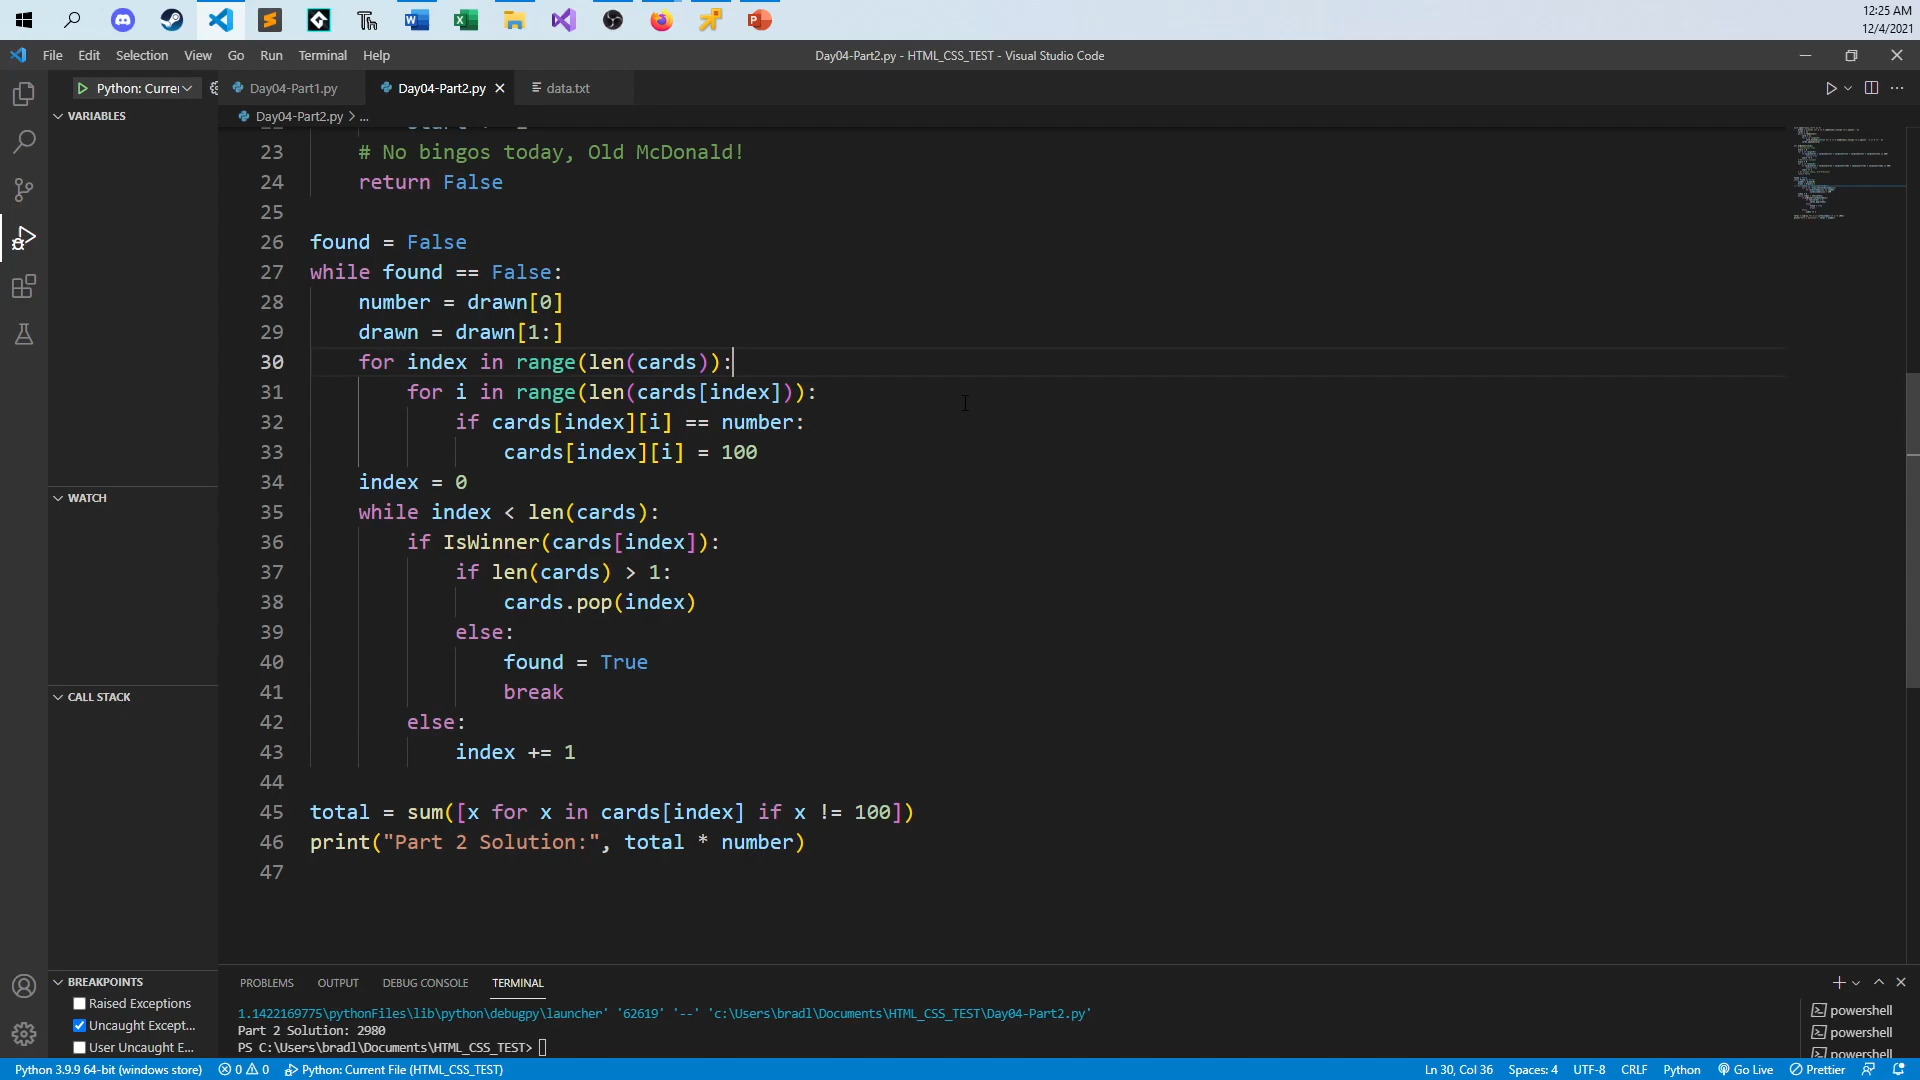 12:25 AM
12/4/2021
File Edit Selection View Go Run Terminal Help
Day04-Part2.py - HTML_CSS_TEST - Visual Studio Code
Python: Currer
Day04-Part1.py
Day04-Part2.py
data.txt
VARIABLES
Day04-Part2.py > ...
23 # No bingos today, Old McDonald!
24 return False
25
26 found = False
27 while found == False:
28 number = drawn[0]
29 drawn = drawn[1:]
30 for index in range(len(cards)):
31 for i in range(len(cards[index])):
32 if cards[index][i] == number:
33 cards[index][i] = 100
34 index = 0
35 while index < len(cards):
36 if IsWinner(cards[index]):
37 if len(cards) > 1:
38 cards.pop(index)
39 else:
40 found = True
41 break
42 else:
43 index += 1
44
45 total = sum([x for x in cards[index] if x != 100])
46 print("Part 2 Solution:", total * number)
47
WATCH
CALL STACK
BREAKPOINTS
Raised Exceptions
Uncaught Except...
User Uncaught E...
PROBLEMS OUTPUT DEBUG CONSOLE TERMINAL
1.1422169775\pythonFiles\lib\python\debugpy\launcher' '62619' '--' 'c:\Users\bradl\Documents\HTML_CSS_TEST\Day04-Part2.py'
Part 2 Solution: 2980
PS C:\Users\bradl\Documents\HTML_CSS_TEST>
powershell
powershell
powershell
Python 3.9.9 64-bit (windows store) 0 0 Python: Current File (HTML_CSS_TEST)
Ln 30, Col 36 Spaces: 4 UTF-8 CRLF Python Go Live Prettier